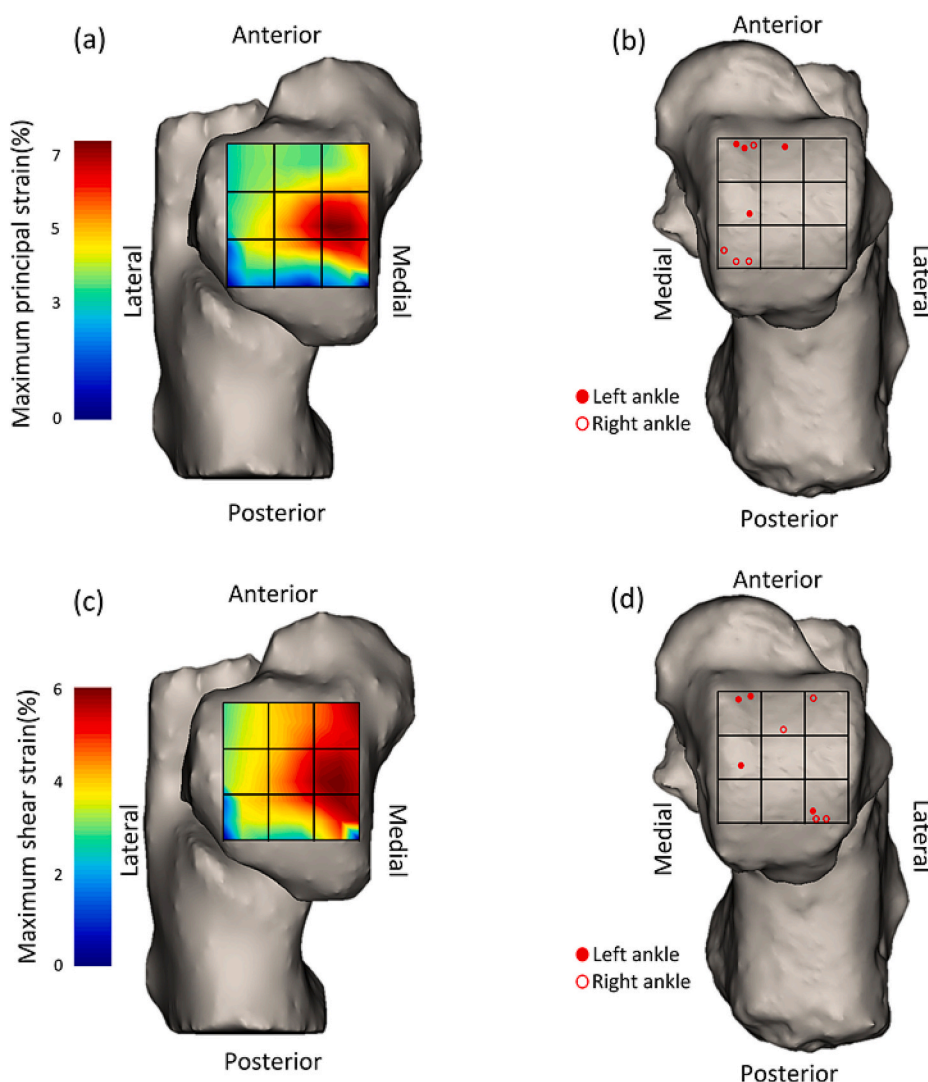 (a)
Anterior
Maximum principal strain(%)
7
5
3
0
Lateral
Medial
Posterior
(b)
Anterior
Medial
Lateral
Left ankle
Right ankle
Posterior
(c)
Anterior
Maximum shear strain(%)
6
4
2
0
Lateral
Medial
Posterior
(d)
Anterior
Medial
Lateral
Left ankle
Right ankle
Posterior